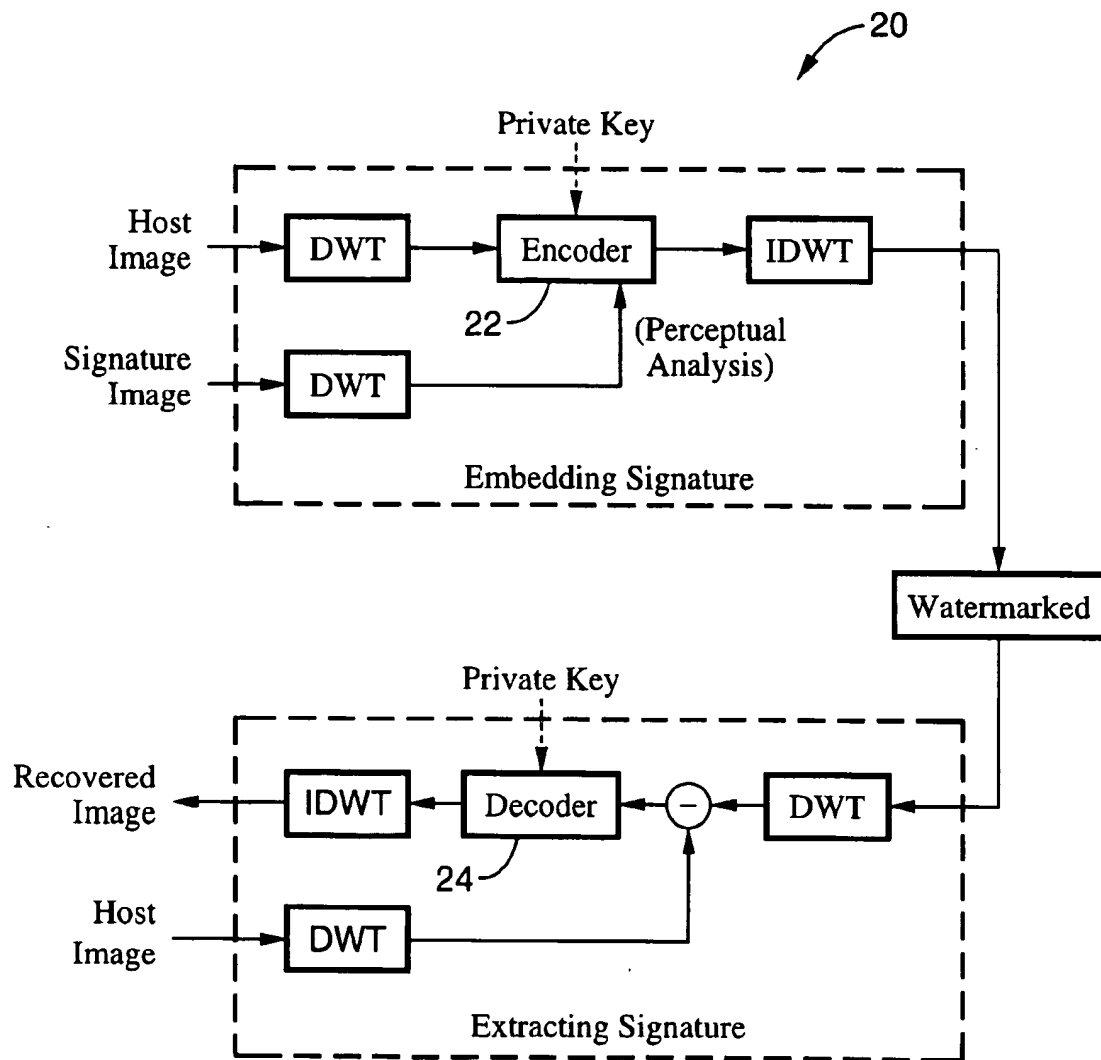 20
Private Key
Host
Image
DWT
Encoder
IDWT
22
(Perceptual
Analysis)
Signature
Image
DWT
Embedding Signature
Watermarked
Private Key
Recovered
Image
IDWT
Decoder
−
DWT
24
Host
Image
DWT
Extracting Signature